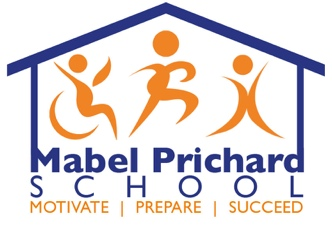 Mabel Prichard
SCHOOL
MOTIVATE | PREPARE | SUCCEED